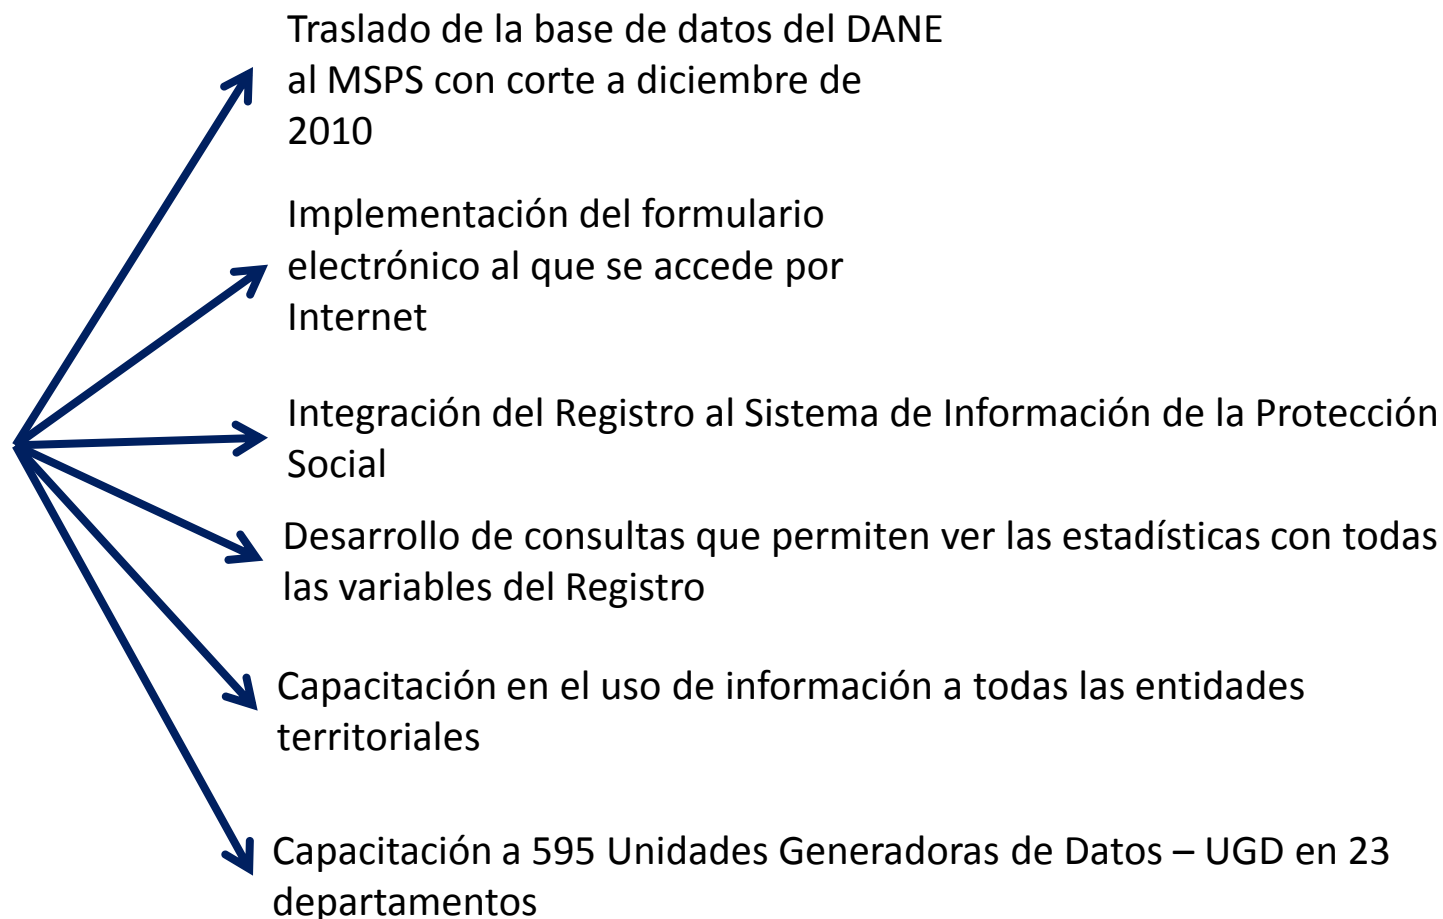 Traslado de la base de datos del DANE
al MSPS con corte a diciembre de
2010
Implementación del formulario
electrónico al que se accede por
Internet
Integración del Registro al Sistema de Información de la Protección
Social
Desarrollo de consultas que permiten ver las estadísticas con todas
las variables del Registro
Capacitación en el uso de información a todas las entidades
territoriales
Capacitación a 595 Unidades Generadoras de Datos – UGD en 23
departamentos